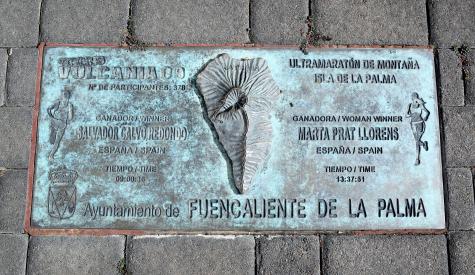 VOLCANIA 09
Nº DE PARTICIPANTES: 370
GANADOR / WINNER
SALVADOR CALVO REDONDO
ESPAÑA / SPAIN
TIEMPO / TIME
ULTRAMARATÓN DE MONTAÑA
ISLA DE LA PALMA
GANADORA / WOMAN WINNER
MARTA PRAT LLORENS
ESPAÑA / SPAIN
TIEMPO / TIME
13:37:51
Ayuntamiento de FUENCALIENTE DE LA PALMA